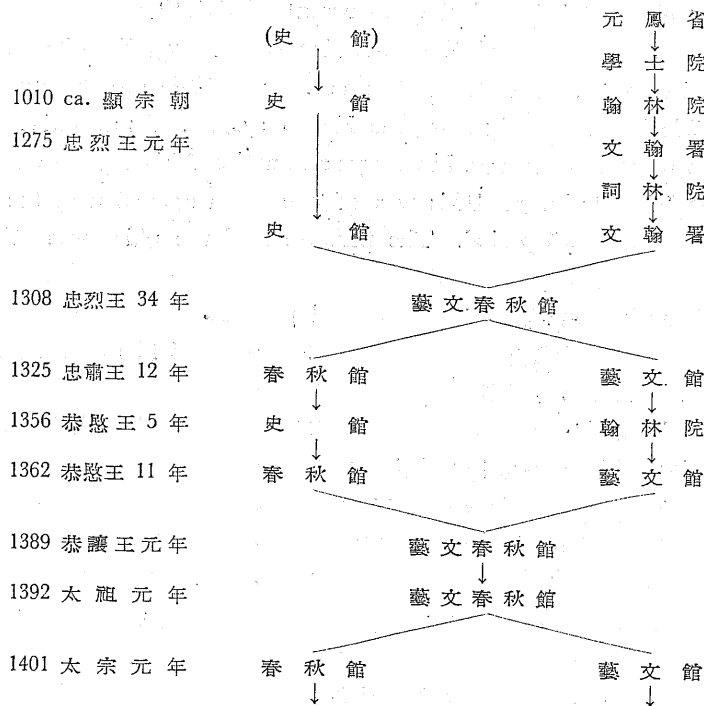 元鳳省
(史館)
學士院
1010 ca. 顯宗朝 史館 翰林院
1275 忠烈王元年 文翰署
詞林院
史館 文翰署
1308 忠烈王 34 年 藝文春秋館
1325 忠肅王 12 年 春秋館 藝文館
1356 恭愍王 5 年 史館 翰林院
1362 恭愍王 11 年 春秋館 藝文館
1389 恭讓王元年 藝文春秋館
1392 太祖元年 藝文春秋館
1401 太宗元年 春秋館 藝文館